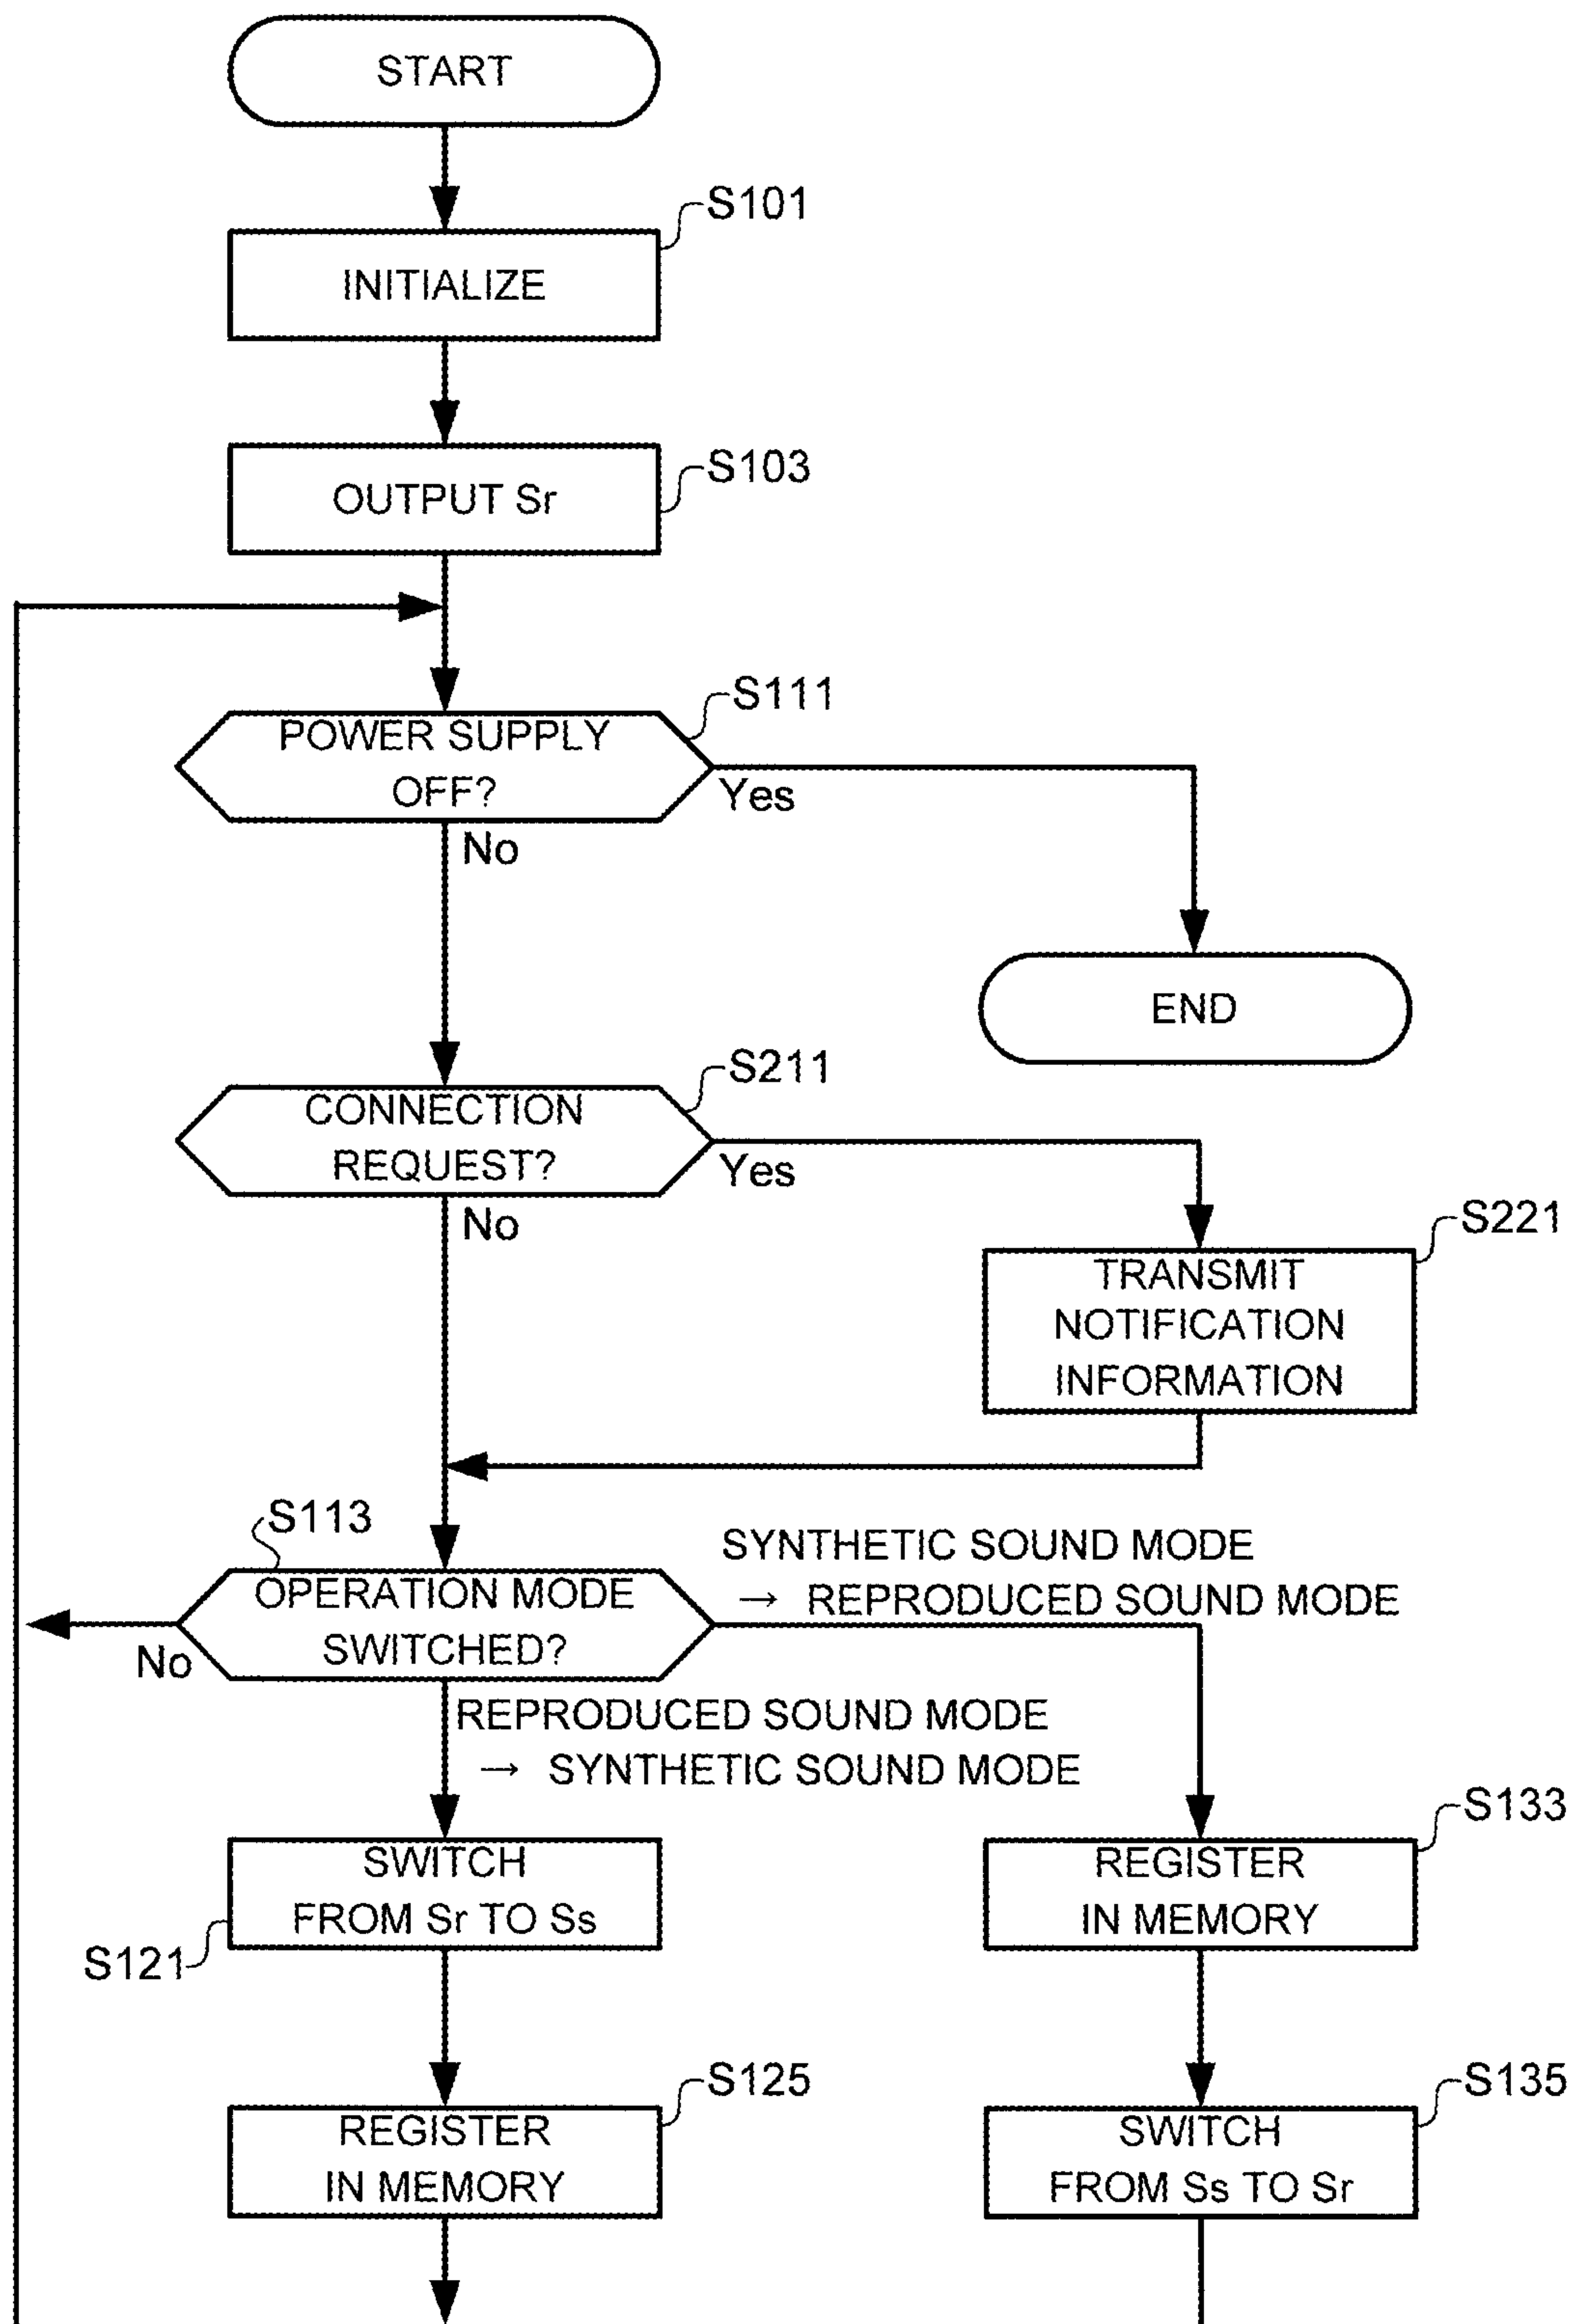 START
S101
INITIALIZE
S103
OUTPUT Sr
S111
POWER SUPPLY
OFF?
Yes
No
END
S211
CONNECTION
REQUEST?
Yes
No
S221
TRANSMIT
NOTIFICATION
INFORMATION
S113
OPERATION MODE
SWITCHED?
No
SYNTHETIC SOUND MODE
→ REPRODUCED SOUND MODE
REPRODUCED SOUND MODE
→ SYNTHETIC SOUND MODE
SWITCH
FROM Sr TO Ss
S121
S133
REGISTER
IN MEMORY
S125
REGISTER
IN MEMORY
S135
SWITCH
FROM Ss TO Sr